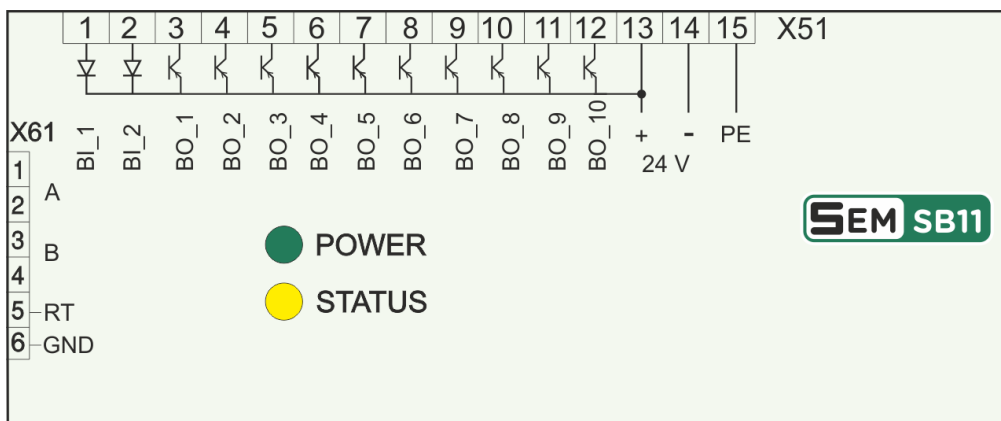 1 2 3 4 5 6 7 8 9 10 11 12 13 14 15 X51
BI_1 BI_2 BO_1 BO_2 BO_3 BO_4 BO_5 BO_6 BO_7 BO_8 BO_9 BO_10 + - PE
24 V
X61
1
A
2
3
B
4
5 RT
6 GND
POWER
STATUS
SEM SB11